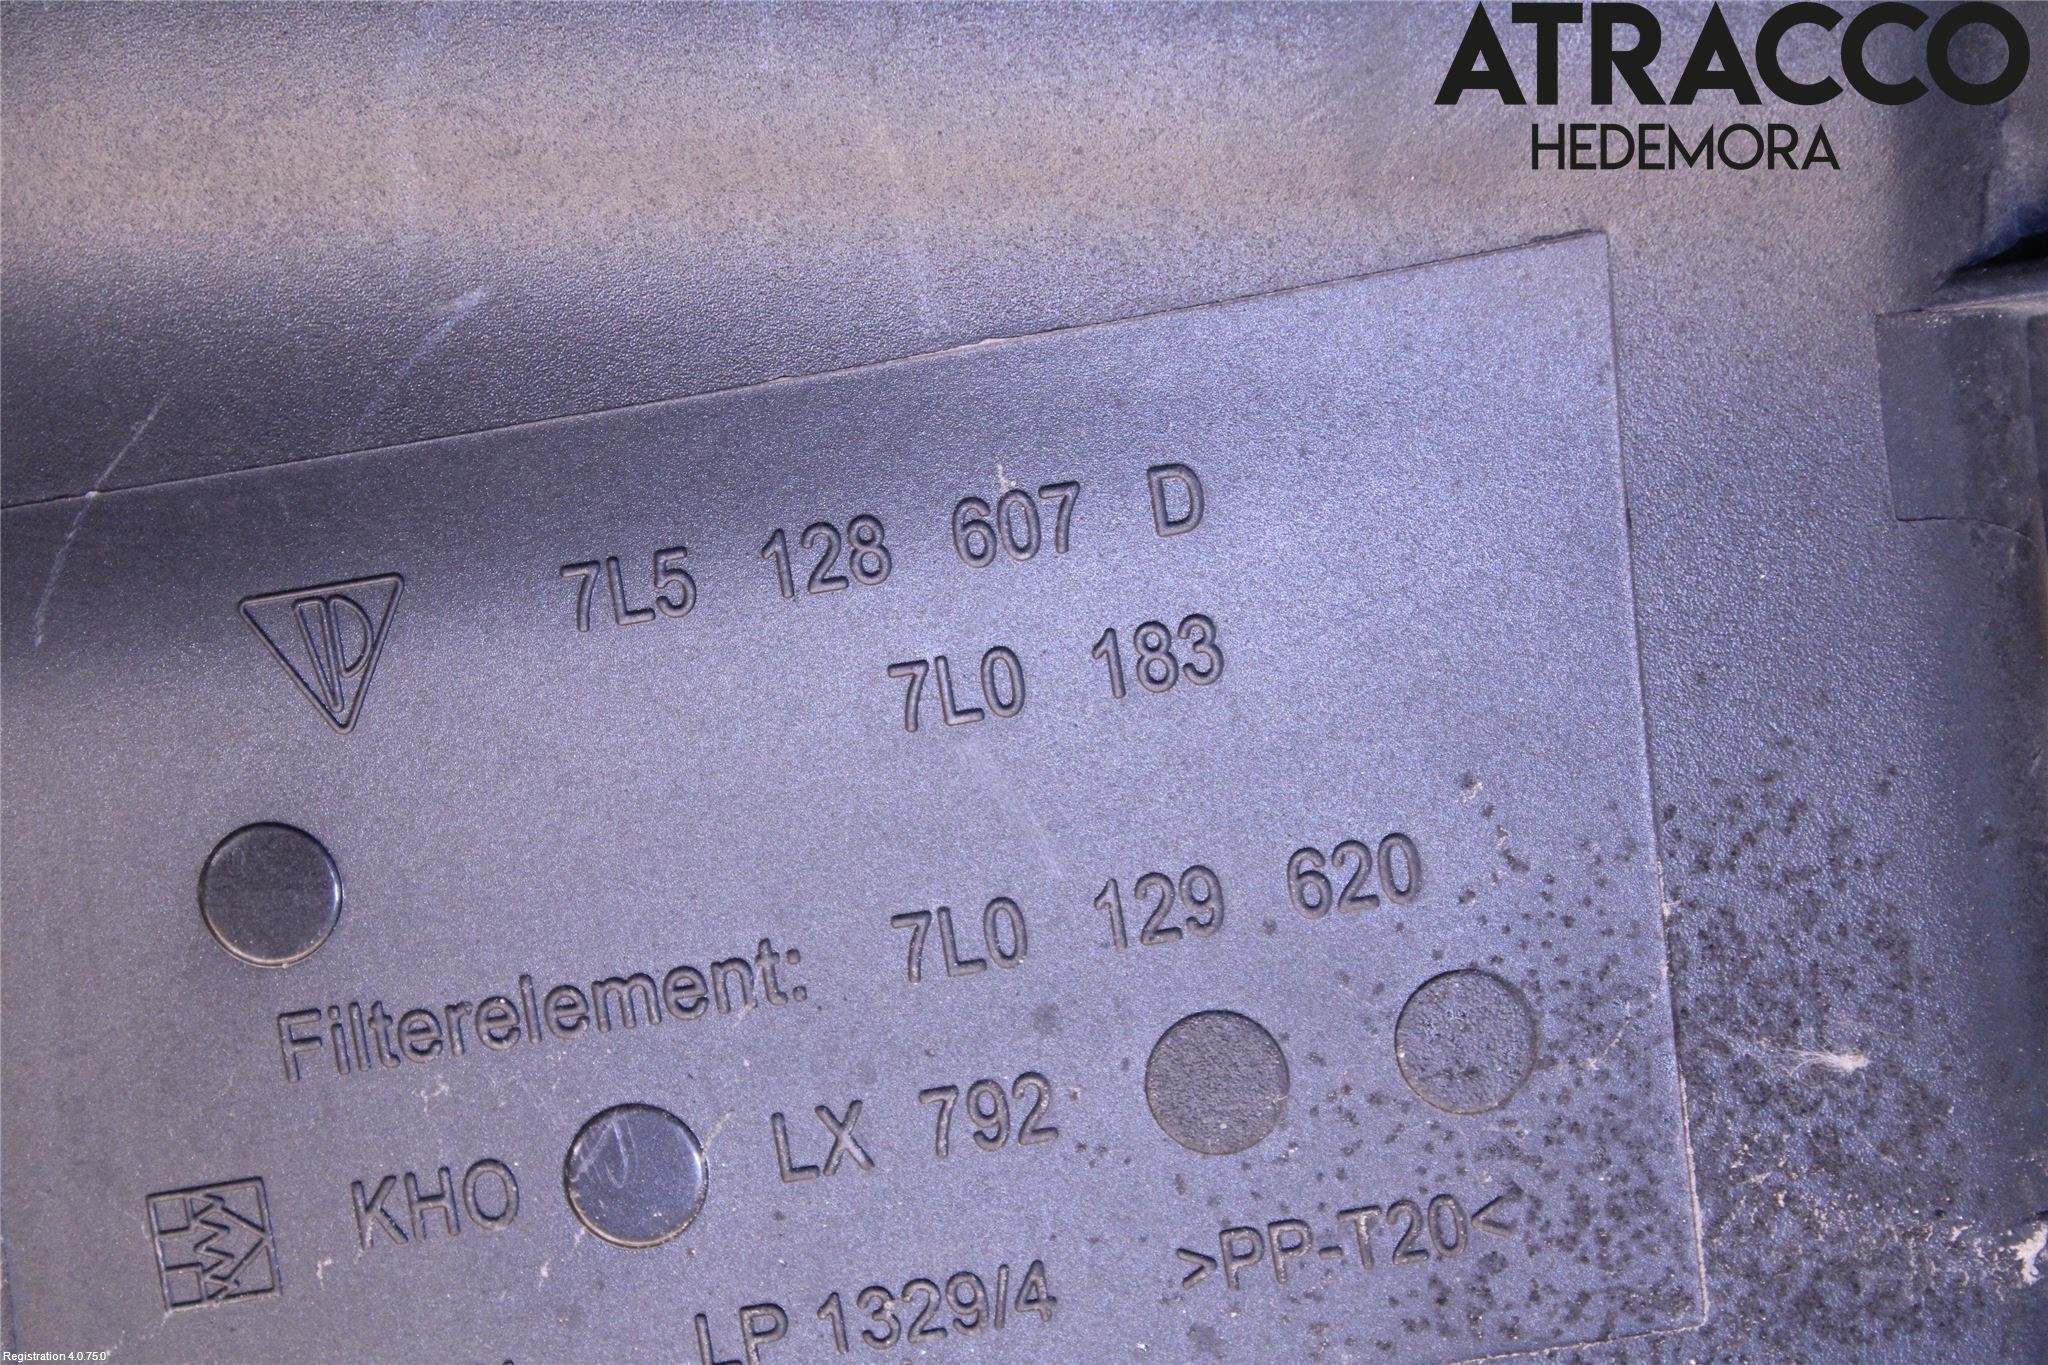 ATRACCO
HEDEMORA
7L5 128 607 D
7L0 183
Filterelement: 7L0 129 620
KHO LX 792
>PP-T20<
LP 1329/4
Registration 4.0.75.0